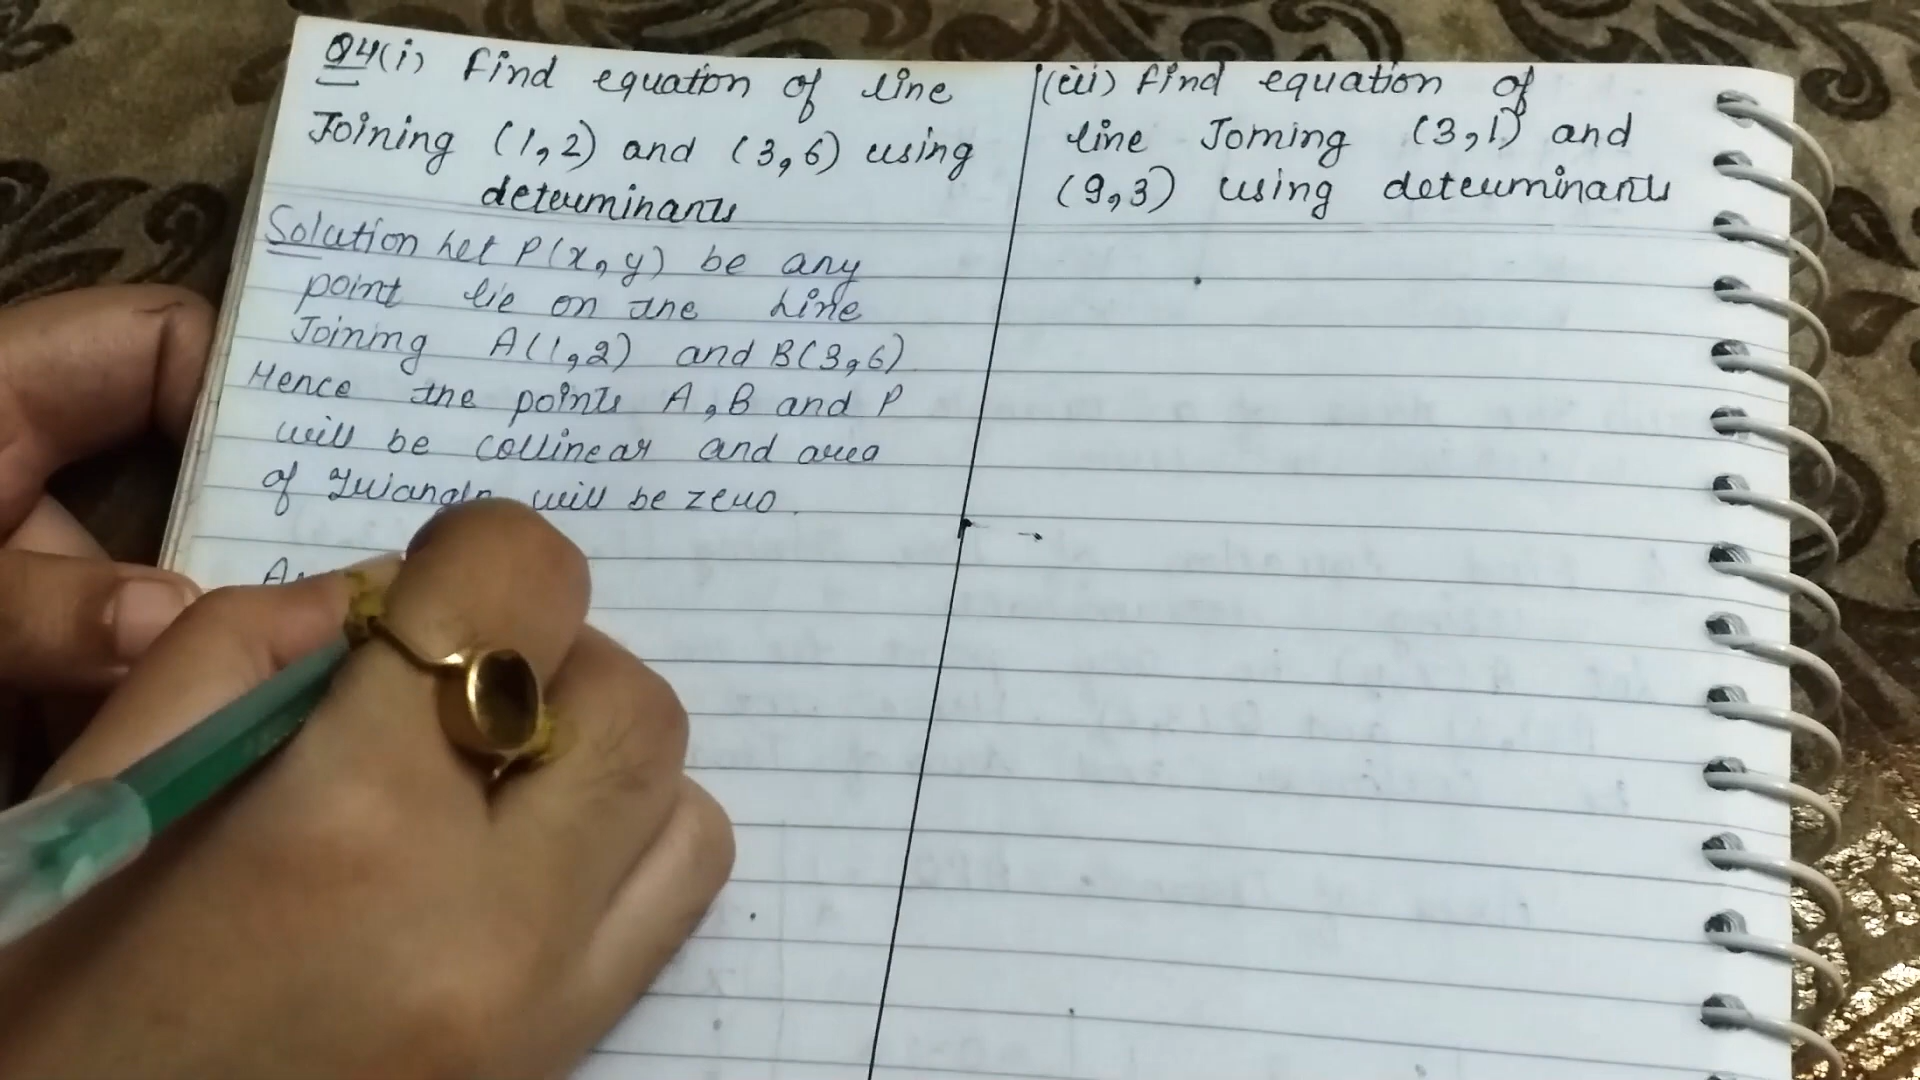 Q4(i) Find equation of line
Joining (1,2) and (3,6) using
determinants
Solution Let P(x,y) be any
point lie on the Line
Joining A(1,2) and B(3,6)
Hence the points A,B and P
will be collinear and area
of Triangle will be zero.
(ii) Find equation of
line Joining (3,1) and
(9,3) using determinants